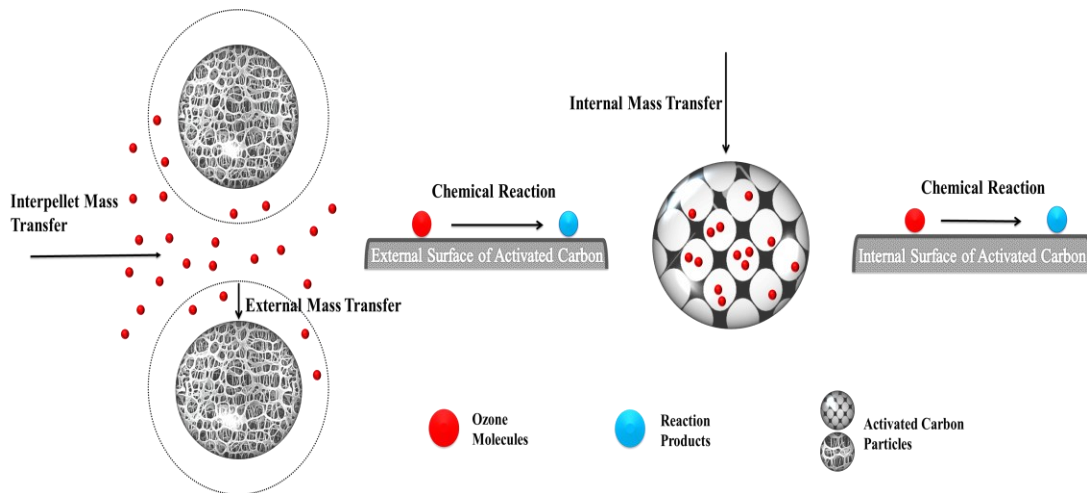 Interpellet Mass
Transfer
External Mass Transfer
Chemical Reaction
External Surface of Activated Carbon
Internal Mass Transfer
Chemical Reaction
Internal Surface of Activated Carbon
Ozone
Molecules
Reaction
Products
Activated Carbon
Particles